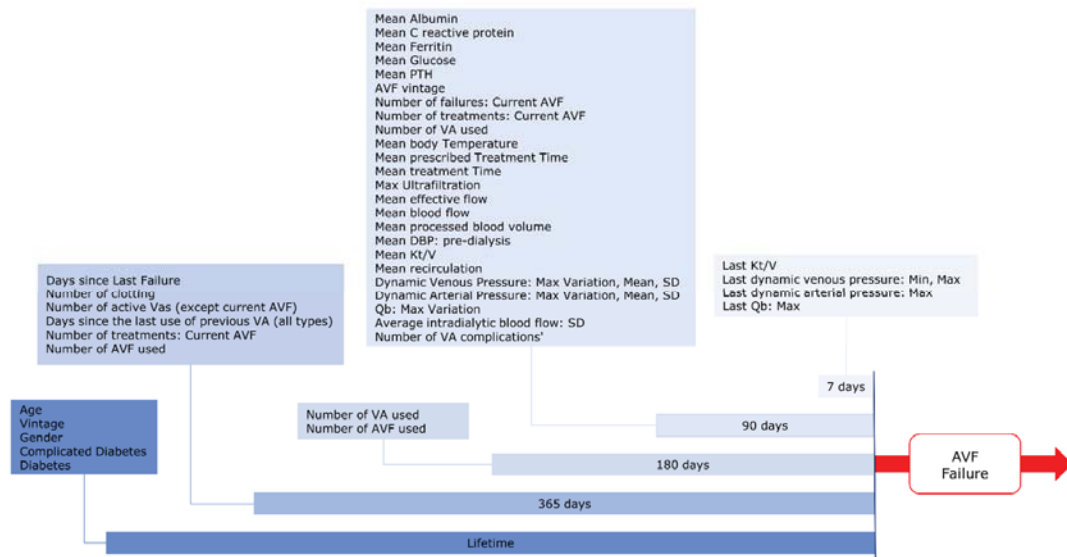 Mean Albumin
Mean C reactive protein
Mean Ferritin
Mean Glucose
Mean PTH
AVF vintage
Number of failures: Current AVF
Number of treatments: Current AVF
Number of VA used
Mean body Temperature
Mean prescribed Treatment Time
Mean treatment Time
Max Ultrafiltration
Mean effective flow
Mean blood flow
Mean processed blood volume
Mean DBP: pre-dialysis
Mean Kt/V
Mean recirculation
Dynamic Venous Pressure: Max Variation, Mean, SD
Dynamic Arterial Pressure: Max Variation, Mean, SD
Qb: Max Variation
Average intradialytic blood flow: SD
Number of VA complications'
Last Kt/V
Last dynamic venous pressure: Min, Max
Last dynamic arterial pressure: Max
Last Qb: Max
Days since Last Failure
Number of clotting
Number of active Vas (except current AVF)
Days since the last use of previous VA (all types)
Number of treatments: Current AVF
Number of AVF used
7 days
Age
Vintage
Gender
Complicated Diabetes
Diabetes
Number of VA used
Number of AVF used
90 days
180 days
AVF
Failure
365 days
Lifetime